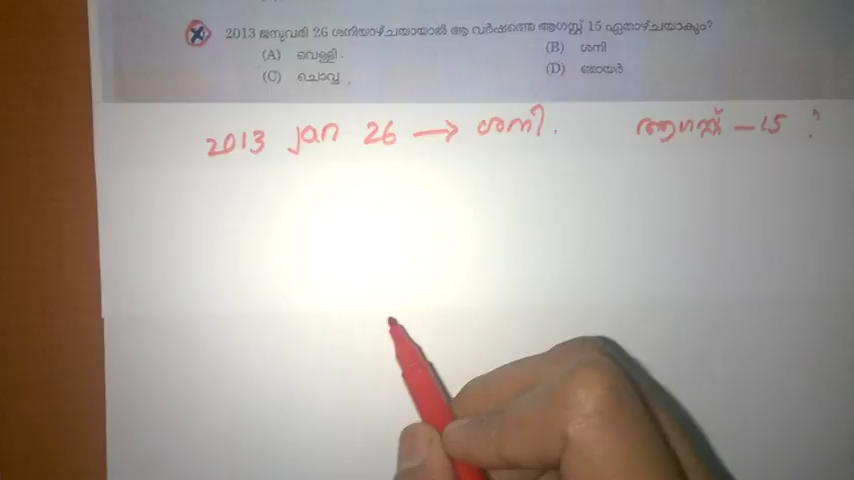 2013 ജനുവരി 26 ശനിയാഴ്ചയായാൽ ആ വർഷത്തെ ആഗസ്റ്റ് 15 ഏതാഴ്ചയാകും?
(A) വെള്ളി (B) ശനി
(C) ചൊവ്വ (D) ഞായർ
2013 Jan 26 → ശനി. ആഗസ്റ്റ് - 15 ?